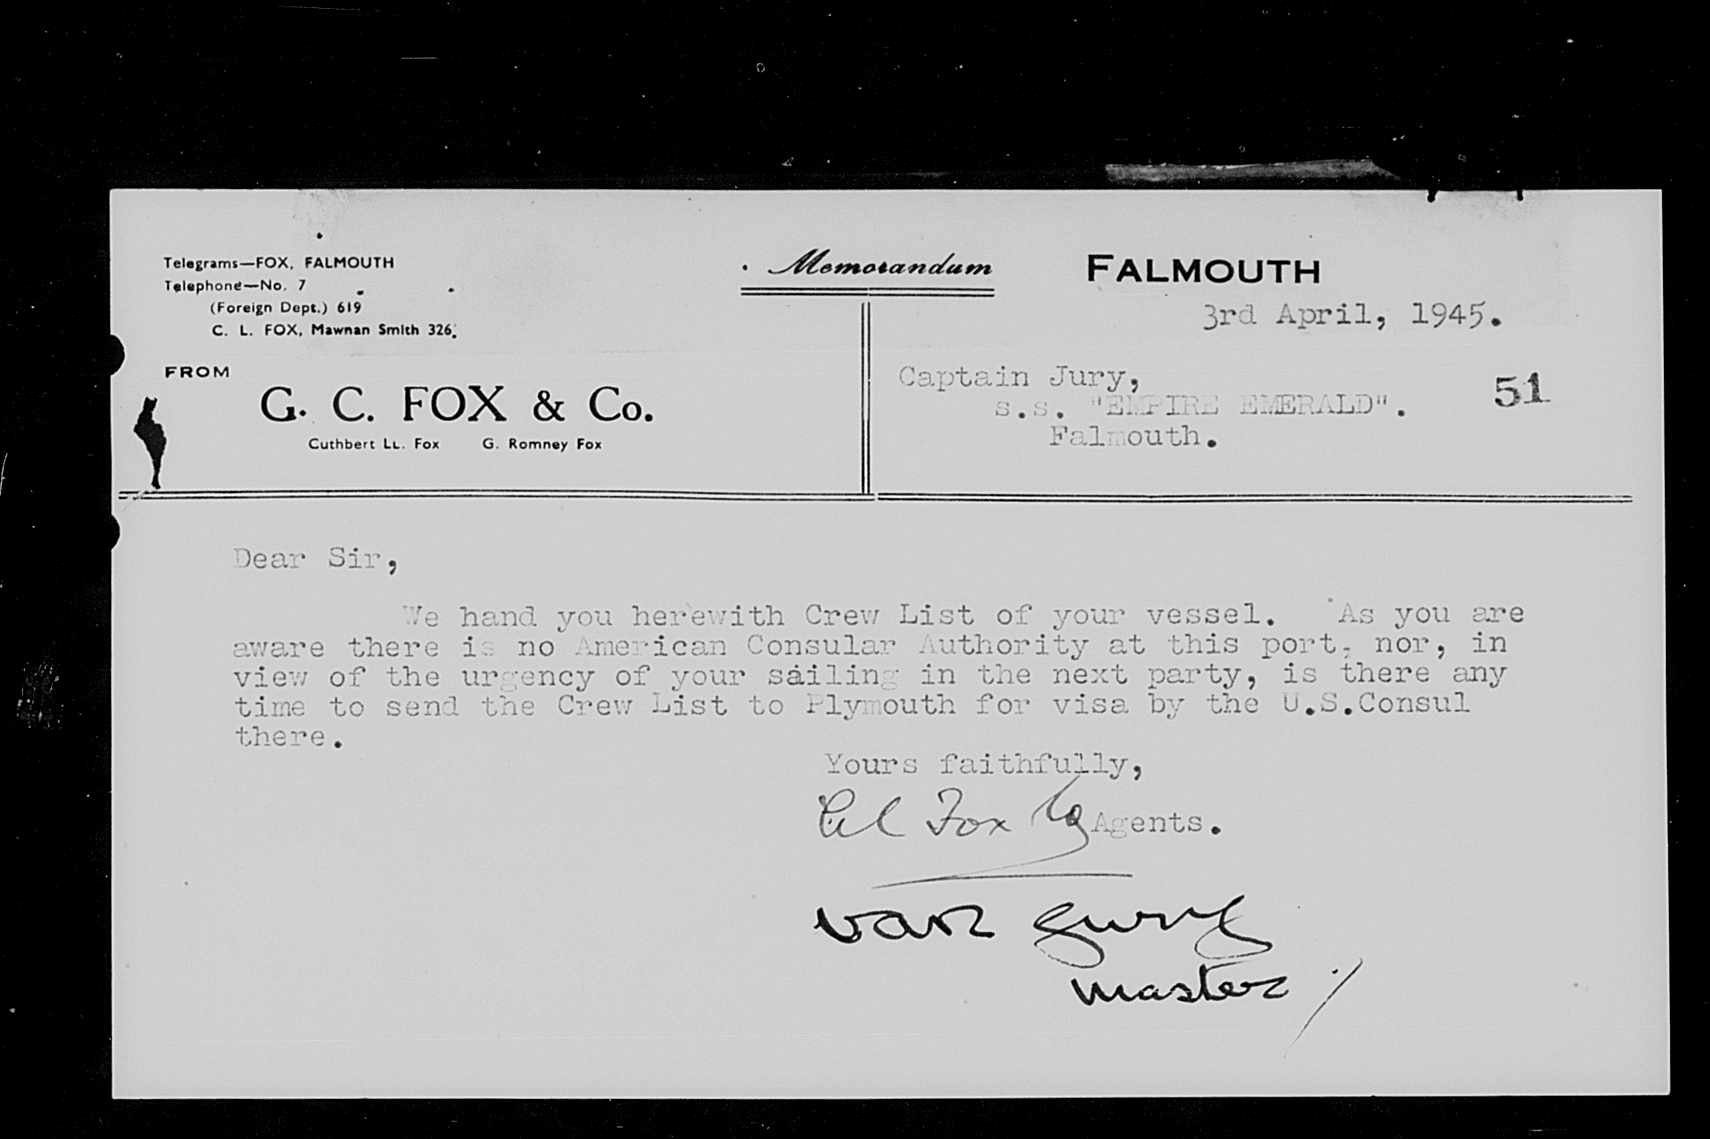 Telegrams—FOX, FALMOUTH
Telephone—No. 7
(Foreign Dept.) 619
C. L. FOX, Mawnan Smith 326.
Memorandum
FALMOUTH
3rd April, 1945.
FROM
G. C. FOX & Co.
Cuthbert LL. Fox G. Romney Fox
Captain Jury,
s.s. "EMPIRE EMERALD".
Falmouth.
51
Dear Sir,
We hand you herewith Crew List of your vessel. As you are
aware there is no American Consular Authority at this port, nor, in
view of the urgency of your sailing in the next party, is there any
time to send the Crew List to Plymouth for visa by the U.S.Consul
there.
Yours faithfully,
Fox Co Agents.
Jury
master